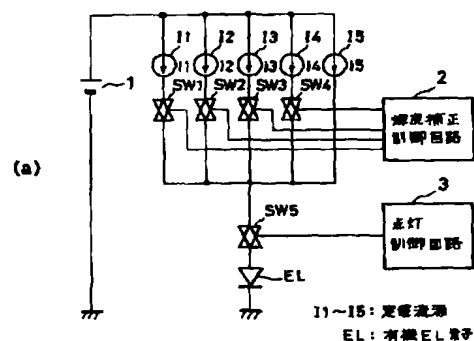 I1 I2 I3 I4 I5
I1 I2 I3 I4 I5
SW1 SW2 SW3 SW4
1
2
輝度補正
制御回路
(a)
3
SW5
点灯
制御回路
EL
I1~I5: 定電流源
EL: 有機EL素子